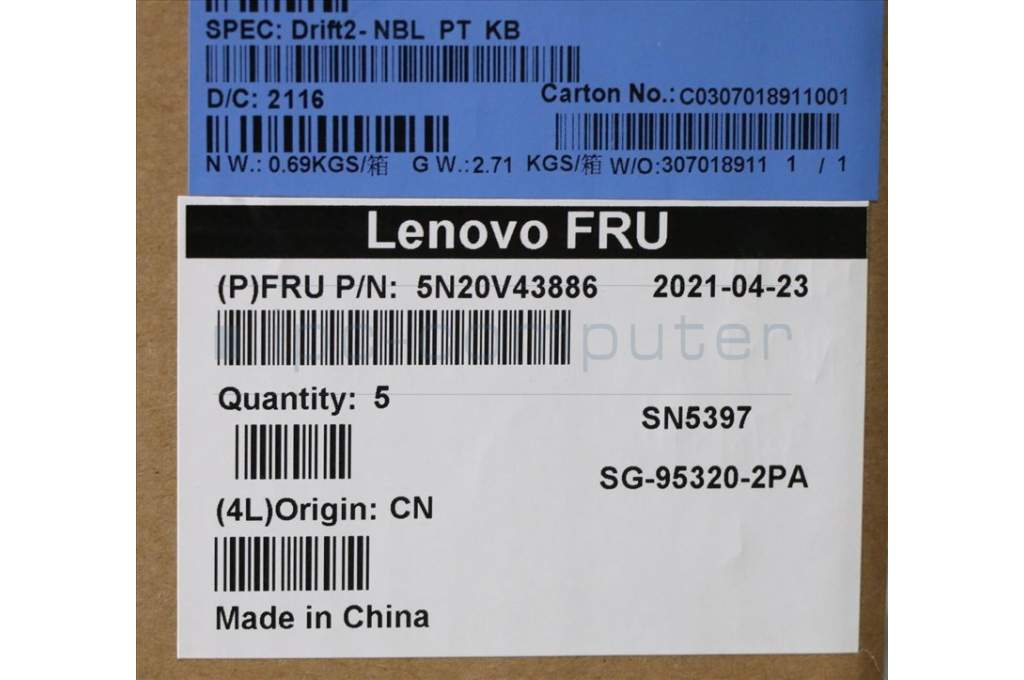 SPEC: Drift2- NBL PT KB
D/C: 2116
Carton No.: C0307018911001
N W.: 0.69KGS/箱 G W.: 2.71 KGS/箱 W/O:307018911 1 / 1
Lenovo FRU
(P)FRU P/N: 5N20V43886 2021-04-23
pc-computer
Quantity: 5
SN5397
SG-95320-2PA
(4L)Origin: CN
Made in China